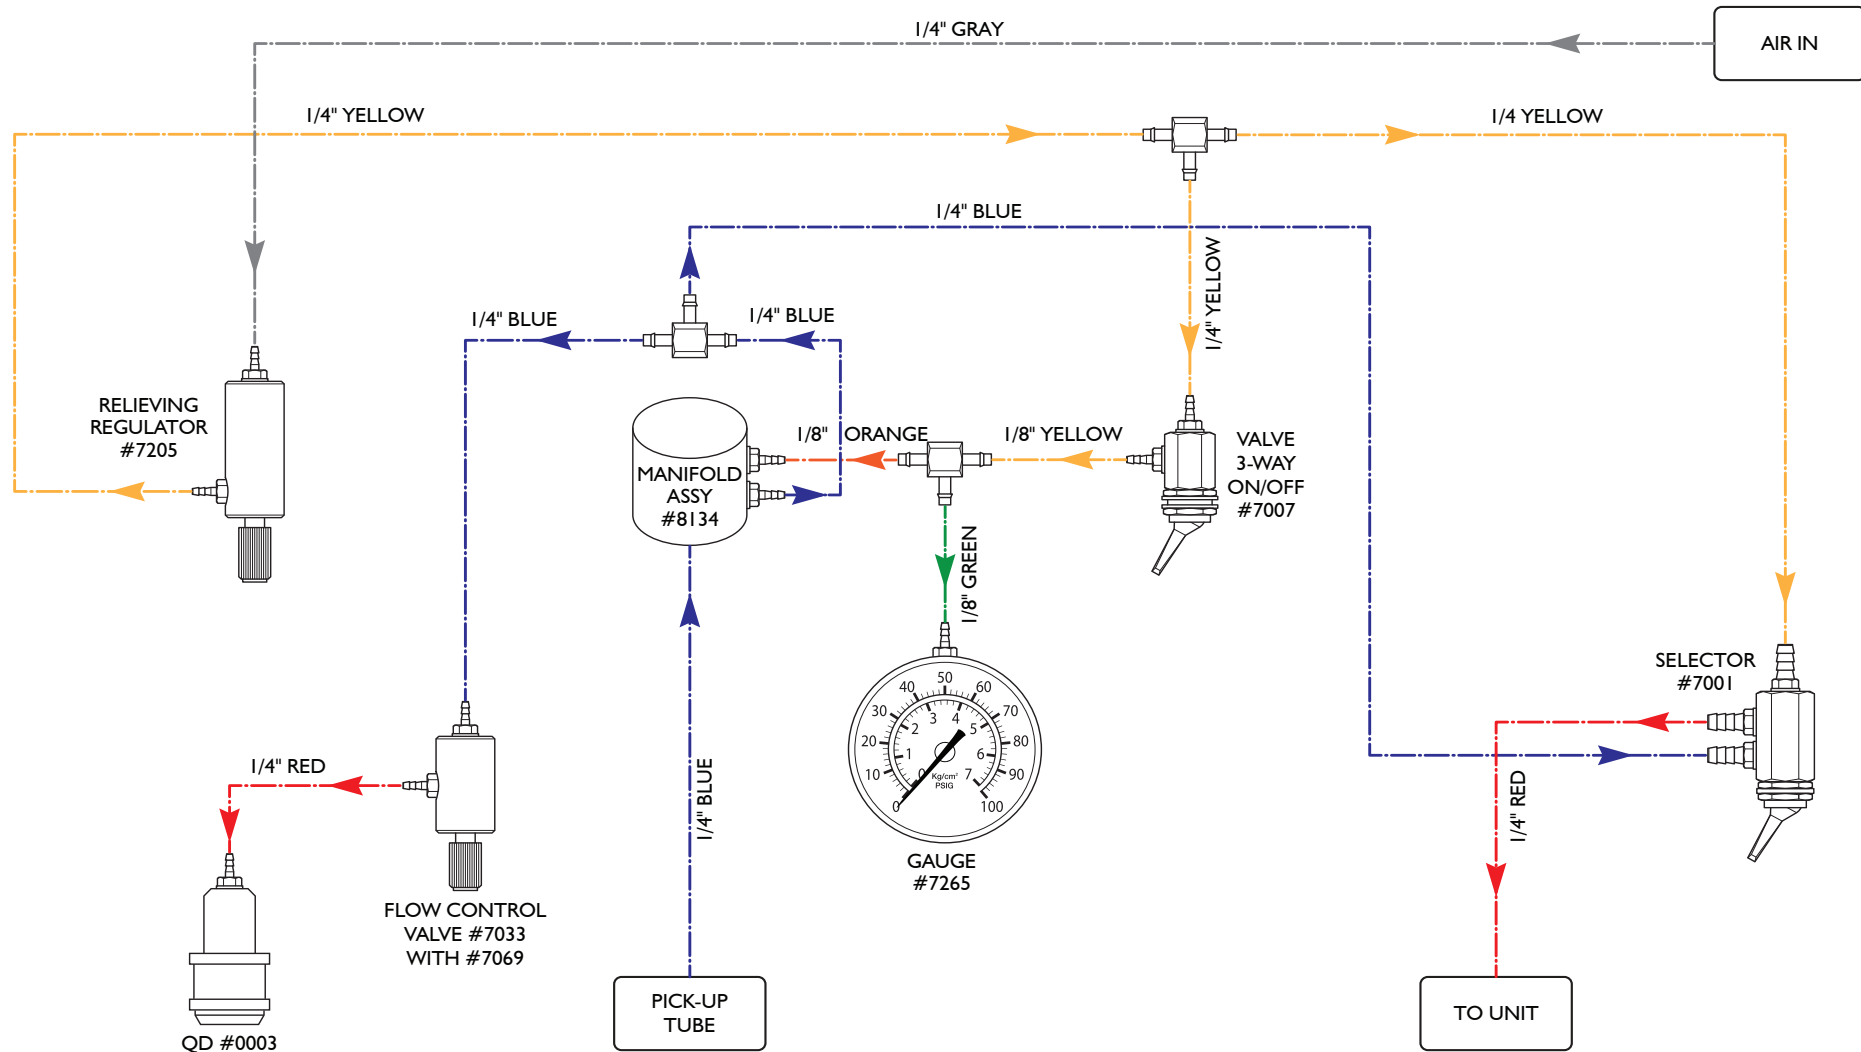 1/4" GRAY
AIR IN
1/4" YELLOW
1/4 YELLOW
1/4" BLUE
1/4" YELLOW
1/4" BLUE
1/4" BLUE
RELIEVING
REGULATOR
#7205
1/8" ORANGE
1/8" YELLOW
VALVE
3-WAY
ON/OFF
#7007
MANIFOLD
ASSY
#8134
1/8" GREEN
SELECTOR
#7001
0
10
20
30
40
50
60
70
80
90
100
0
1
2
3
4
5
6
7
Kg/cm²
PSIG
GAUGE
#7265
1/4" RED
1/4" BLUE
1/4" RED
FLOW CONTROL
VALVE #7033
WITH #7069
QD #0003
PICK-UP
TUBE
TO UNIT